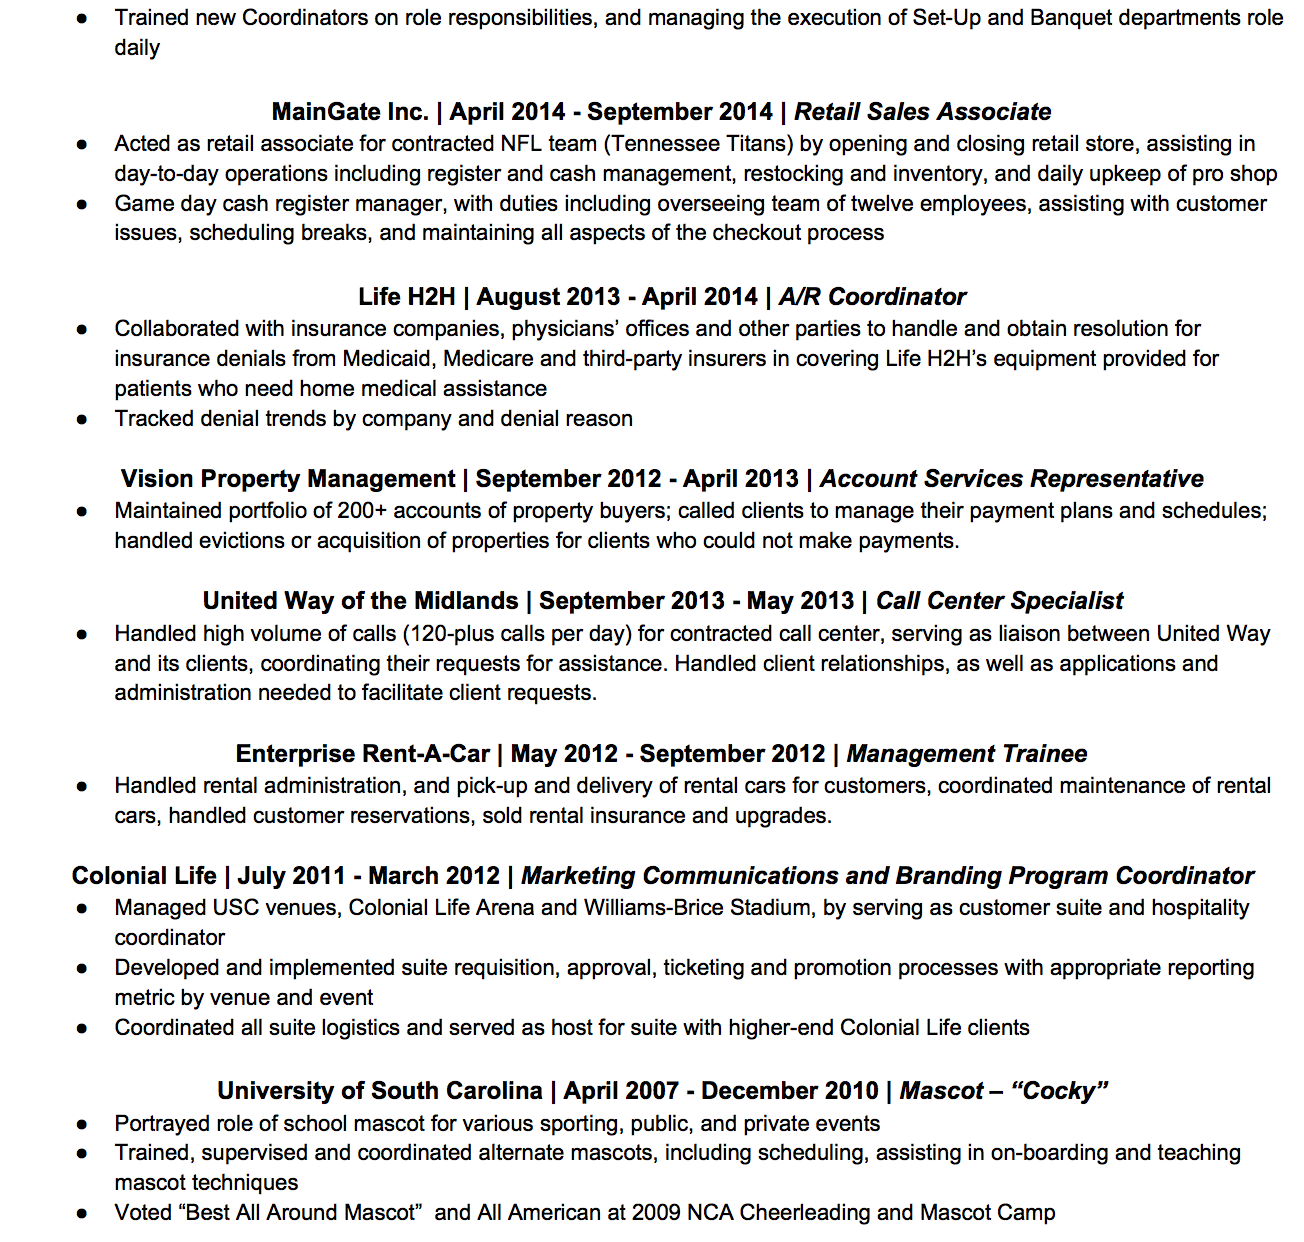 ● Trained new Coordinators on role responsibilities, and managing the execution of Set-Up and Banquet departments role
daily
MainGate Inc. | April 2014 - September 2014 | Retail Sales Associate
● Acted as retail associate for contracted NFL team (Tennessee Titans) by opening and closing retail store, assisting in
day-to-day operations including register and cash management, restocking and inventory, and daily upkeep of pro shop
● Game day cash register manager, with duties including overseeing team of twelve employees, assisting with customer
issues, scheduling breaks, and maintaining all aspects of the checkout process
Life H2H | August 2013 - April 2014 | A/R Coordinator
● Collaborated with insurance companies, physicians’ offices and other parties to handle and obtain resolution for
insurance denials from Medicaid, Medicare and third-party insurers in covering Life H2H’s equipment provided for
patients who need home medical assistance
● Tracked denial trends by company and denial reason
Vision Property Management | September 2012 - April 2013 | Account Services Representative
● Maintained portfolio of 200+ accounts of property buyers; called clients to manage their payment plans and schedules;
handled evictions or acquisition of properties for clients who could not make payments.
United Way of the Midlands | September 2013 - May 2013 | Call Center Specialist
● Handled high volume of calls (120-plus calls per day) for contracted call center, serving as liaison between United Way
and its clients, coordinating their requests for assistance. Handled client relationships, as well as applications and
administration needed to facilitate client requests.
Enterprise Rent-A-Car | May 2012 - September 2012 | Management Trainee
● Handled rental administration, and pick-up and delivery of rental cars for customers, coordinated maintenance of rental
cars, handled customer reservations, sold rental insurance and upgrades.
Colonial Life | July 2011 - March 2012 | Marketing Communications and Branding Program Coordinator
● Managed USC venues, Colonial Life Arena and Williams-Brice Stadium, by serving as customer suite and hospitality
coordinator
● Developed and implemented suite requisition, approval, ticketing and promotion processes with appropriate reporting
metric by venue and event
● Coordinated all suite logistics and served as host for suite with higher-end Colonial Life clients
University of South Carolina | April 2007 - December 2010 | Mascot – “Cocky”
● Portrayed role of school mascot for various sporting, public, and private events
● Trained, supervised and coordinated alternate mascots, including scheduling, assisting in on-boarding and teaching
mascot techniques
● Voted “Best All Around Mascot” and All American at 2009 NCA Cheerleading and Mascot Camp